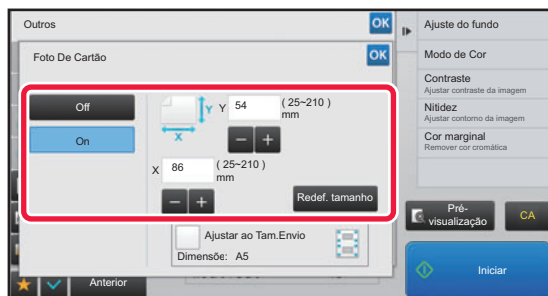 Outros
OK
Foto De Cartão
OK
Off
On
Y
X
Y 54 ( 25~210 )
mm
X 86 ( 25~210 )
mm
Redef. tamanho
Ajustar ao Tam.Envio
Dimensõe: A5
Anterior
Ajuste do fundo
Modo de Cor
Contraste
Ajustar contraste da imagem
Nitidez
Ajustar contorno da imagem
Cor marginal
Remover cor cromática
Pré-
visualização
CA
Iniciar